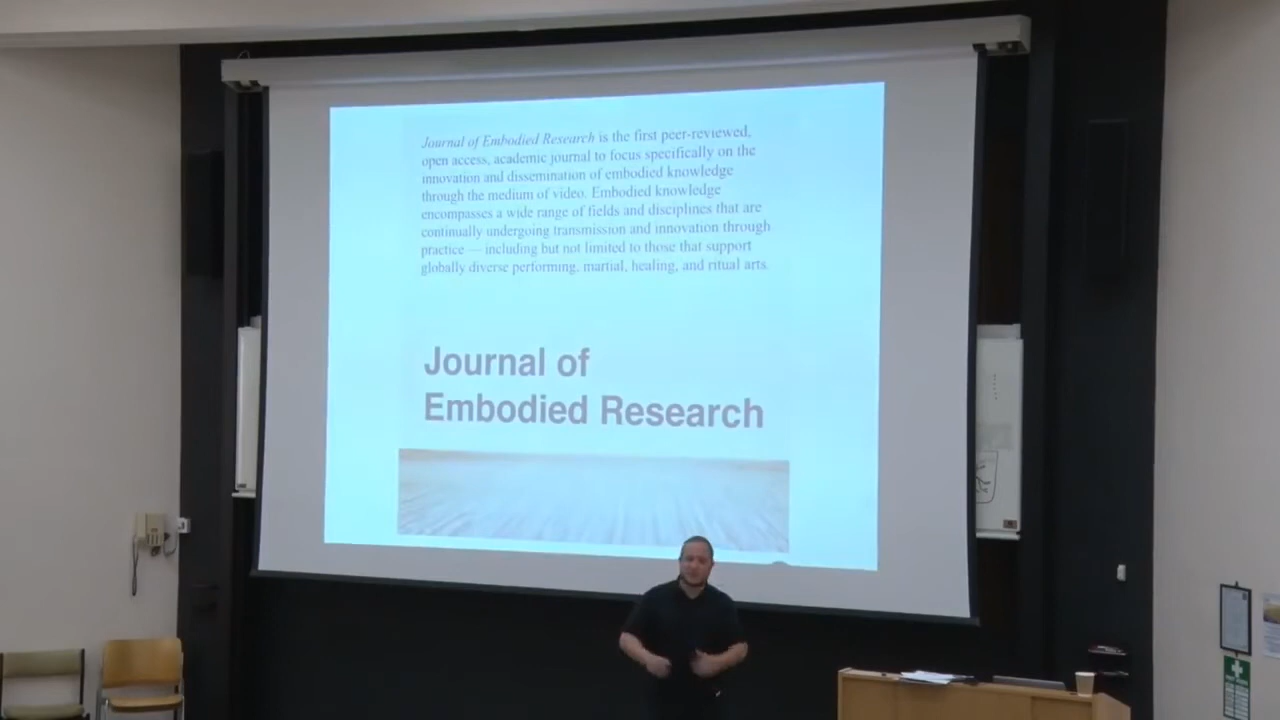 Journal of Embodied Research is the first peer-reviewed,
open access, academic journal to focus specifically on the
innovation and dissemination of embodied knowledge
through the medium of video. Embodied knowledge
encompasses a wide range of fields and disciplines that are
continually undergoing transmission and innovation through
practice — including but not limited to those that support
globally diverse performing, martial, healing, and ritual arts.
Journal of
Embodied Research